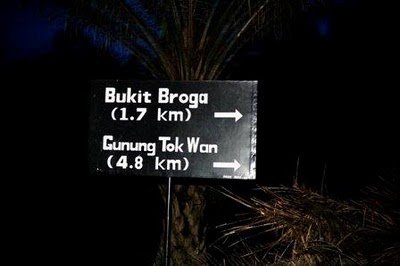 Bukit Broga
(1.7 km)
Gunung Tok Wan
(4.8 km)